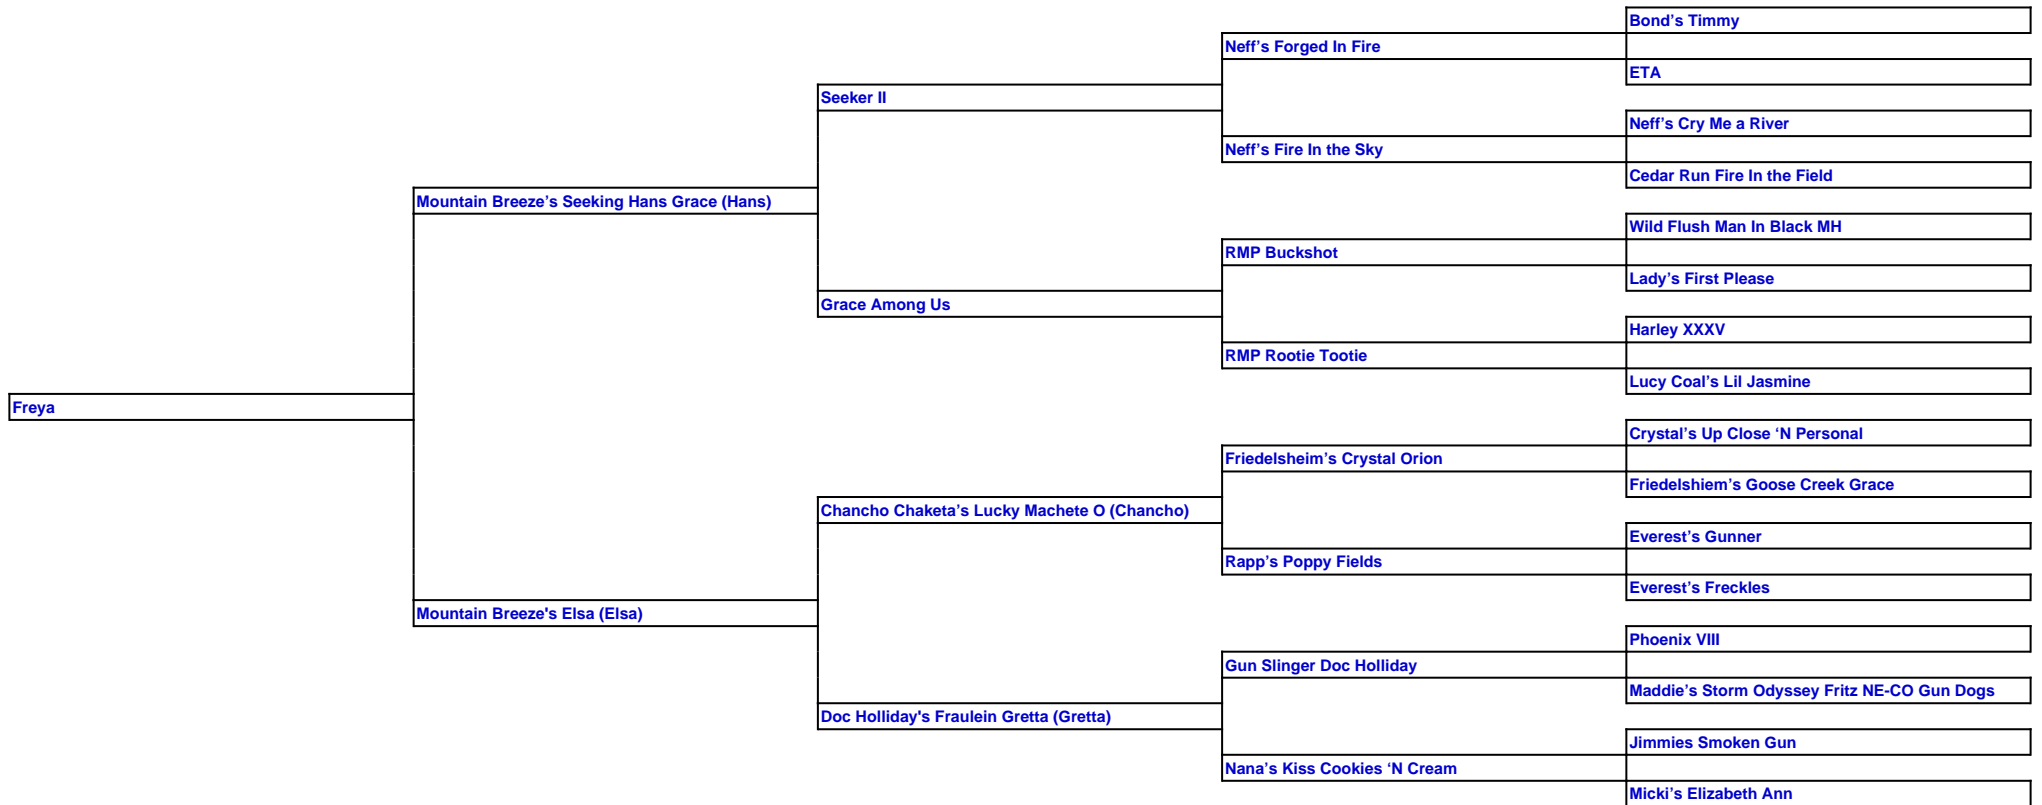 Bond’s Timmy
Neff’s Forged In Fire
ETA
Seeker II
Neff’s Cry Me a River
Neff’s Fire In the Sky
Cedar Run Fire In the Field
Mountain Breeze’s Seeking Hans Grace (Hans)
Wild Flush Man In Black MH
RMP Buckshot
Lady’s First Please
Grace Among Us
Harley XXXV
RMP Rootie Tootie
Lucy Coal’s Lil Jasmine
Freya
Crystal’s Up Close ‘N Personal
Friedelsheim’s Crystal Orion
Friedelshiem’s Goose Creek Grace
Chancho Chaketa’s Lucky Machete O (Chancho)
Everest’s Gunner
Rapp’s Poppy Fields
Everest’s Freckles
Mountain Breeze's Elsa (Elsa)
Phoenix VIII
Gun Slinger Doc Holliday
Maddie’s Storm Odyssey Fritz NE-CO Gun Dogs
Doc Holliday's Fraulein Gretta (Gretta)
Jimmies Smoken Gun
Nana’s Kiss Cookies ‘N Cream
Micki’s Elizabeth Ann